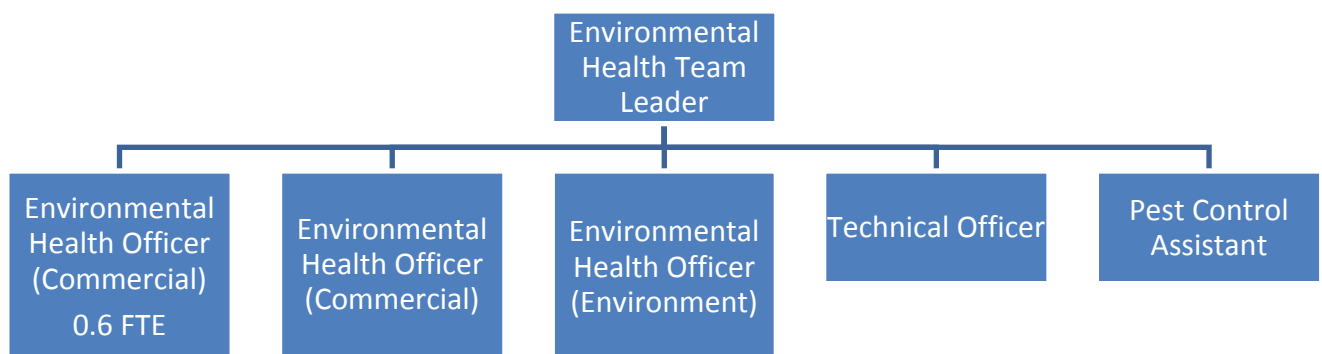 Environmental
Health Team
Leader
Environmental
Health Officer
(Commercial)
0.6 FTE
Environmental
Health Officer
(Commercial)
Environmental
Health Officer
(Environment)
Technical Officer
Pest Control
Assistant